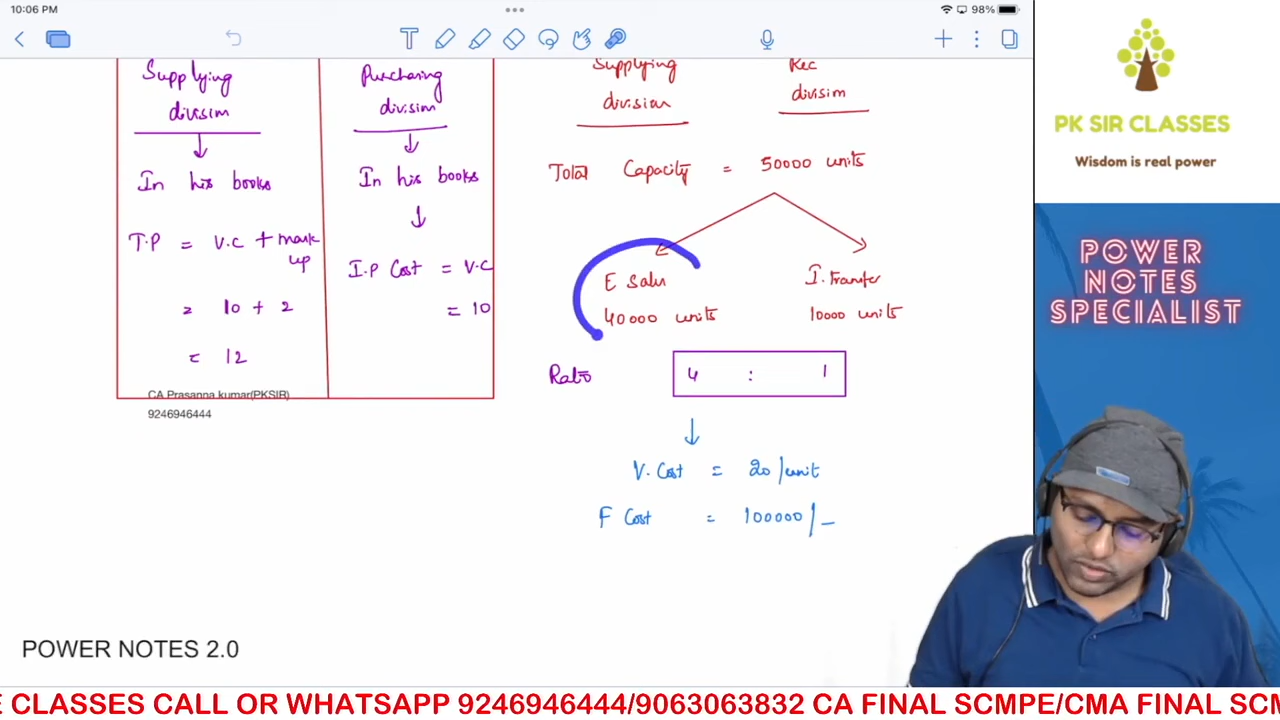 10:06 PM
98%
Supplying
division
In his books
T.P = V.C + mark
up
= 10 + 2
= 12
Purchasing
division
In his books
I.P Cost = V.C
= 10
CA Prasanna kumar(PKSIR)
9246946444
Supplying
division
Rec
division
Total Capacity = 50000 units
E Sales
40000 units
I. transfer
10000 units
Ratio 4 : 1
V. Cost = 20/unit
F Cost = 100000/-
POWER NOTES 2.0
PK SIR CLASSES
Wisdom is real power
POWER
NOTES
SPECIALIST
E CLASSES CALL OR WHATSAPP 9246946444/9063063832 CA FINAL SCMPE/CMA FINAL SCM